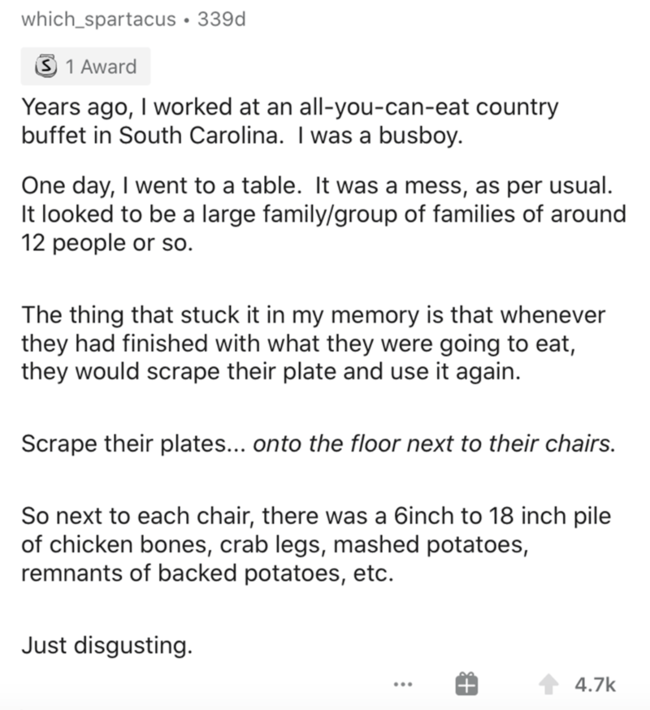 which_spartacus • 339d
S 1 Award
Years ago, I worked at an all-you-can-eat country
buffet in South Carolina.  I was a busboy.
One day, I went to a table.  It was a mess, as per usual.
It looked to be a large family/group of families of around
12 people or so.
The thing that stuck it in my memory is that whenever
they had finished with what they were going to eat,
they would scrape their plate and use it again.
Scrape their plates... onto the floor next to their chairs.
So next to each chair, there was a 6inch to 18 inch pile
of chicken bones, crab legs, mashed potatoes,
remnants of backed potatoes, etc.
Just disgusting.
... 4.7k